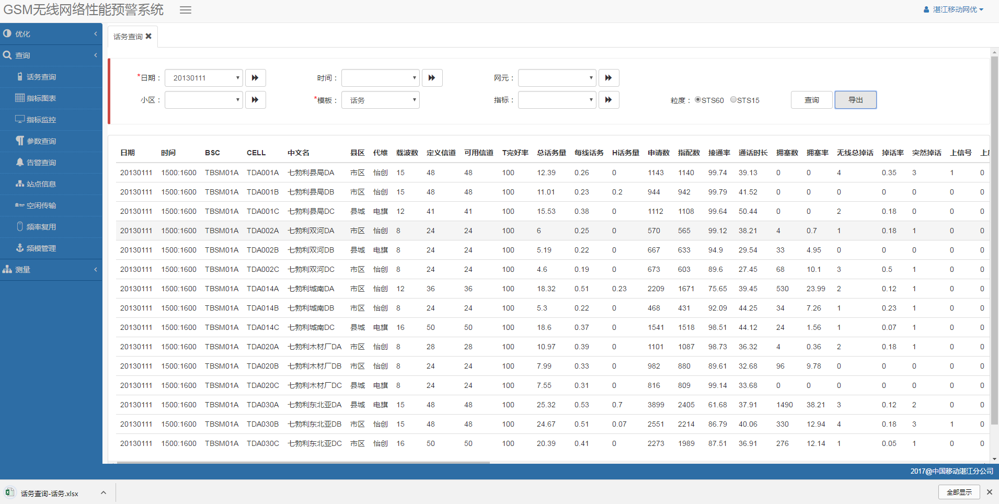 GSM无线网络性能预警系统
湛江移动网优
优化
话务查询
查询
话务查询
指标图表
指标监控
参数查询
告警查询
站点信息
空闲传输
频率复用
频模管理
测量
*日期： 20130111 时间： 网元：
小区： *模板： 话务 指标： 粒度： STS60 STS15 查询 导出
日期 时间 BSC CELL 中文名 县区 代维 载波数 定义信道 可用信道 T完好率 总话务量 每线话务 H话务量 申请数 指配数 接通率 通话时长 拥塞数 拥塞率 无线总掉话 掉话率 突然掉话 上信号
20130111 1500:1600 TBSM01A TDA001A 七勃利县局DA 市区 怡创 15 48 48 100 12.39 0.26 0 1143 1140 99.74 39.13 0 0 4 0.35 3 1 0
20130111 1500:1600 TBSM01A TDA001B 七勃利县局DB 市区 怡创 15 48 48 100 11.01 0.23 0.2 944 942 99.79 41.52 0 0 0 0 0 0 0
20130111 1500:1600 TBSM01A TDA001C 七勃利县局DC 县城 电旗 12 41 41 100 15.53 0.38 0 1112 1108 99.64 50.44 0 0 2 0.18 0 0 0
20130111 1500:1600 TBSM01A TDA002A 七勃利双河DA 市区 怡创 8 24 24 100 6 0.25 0 570 565 99.12 38.21 4 0.7 1 0.18 1 0 0
20130111 1500:1600 TBSM01A TDA002B 七勃利双河DB 县城 电旗 8 24 24 100 5.19 0.22 0 667 633 94.9 29.54 33 4.95 0 0 0 0 0
20130111 1500:1600 TBSM01A TDA002C 七勃利双河DC 市区 怡创 8 24 24 100 4.6 0.19 0 673 603 89.6 27.45 68 10.1 3 0.5 1 0 0
20130111 1500:1600 TBSM01A TDA014A 七勃利城南DA 市区 怡创 12 36 36 100 18.32 0.51 0.23 2209 1671 75.65 39.45 530 23.99 2 0.12 1 0 0
20130111 1500:1600 TBSM01A TDA014B 七勃利城南DB 市区 怡创 8 24 24 100 5.3 0.22 0 468 431 92.09 44.25 34 7.26 1 0.23 1 0 0
20130111 1500:1600 TBSM01A TDA014C 七勃利城南DC 县城 电旗 16 50 50 100 18.6 0.37 0 1541 1518 98.51 44.12 24 1.56 1 0.07 1 0 0
20130111 1500:1600 TBSM01A TDA020A 七勃利木材厂DA 市区 怡创 8 28 28 100 10.97 0.39 0 1101 1087 98.73 36.32 4 0.36 2 0.18 1 0 0
20130111 1500:1600 TBSM01A TDA020B 七勃利木材厂DB 市区 怡创 8 24 24 100 7.99 0.33 0 982 880 89.61 32.68 96 9.78 0 0 0 0 0
20130111 1500:1600 TBSM01A TDA020C 七勃利木材厂DC 县城 电旗 8 24 24 100 7.55 0.31 0 816 809 99.14 33.68 0 0 0 0 0 0 0
20130111 1500:1600 TBSM01A TDA030A 七勃利东北亚DA 县城 电旗 15 48 48 100 25.32 0.53 0.7 3899 2405 61.68 37.91 1490 38.21 3 0.12 2 0 0
20130111 1500:1600 TBSM01A TDA030B 七勃利东北亚DB 市区 怡创 15 48 48 100 24.67 0.51 0.07 2551 2214 86.79 40.06 330 12.94 4 0.18 3 1 0
20130111 1500:1600 TBSM01A TDA030C 七勃利东北亚DC 市区 怡创 16 50 50 100 20.39 0.41 0 2273 1989 87.51 36.91 276 12.14 1 0.05 1 0 0
2017@中国移动湛江分公司
话务查询-话务.xlsx
全部显示